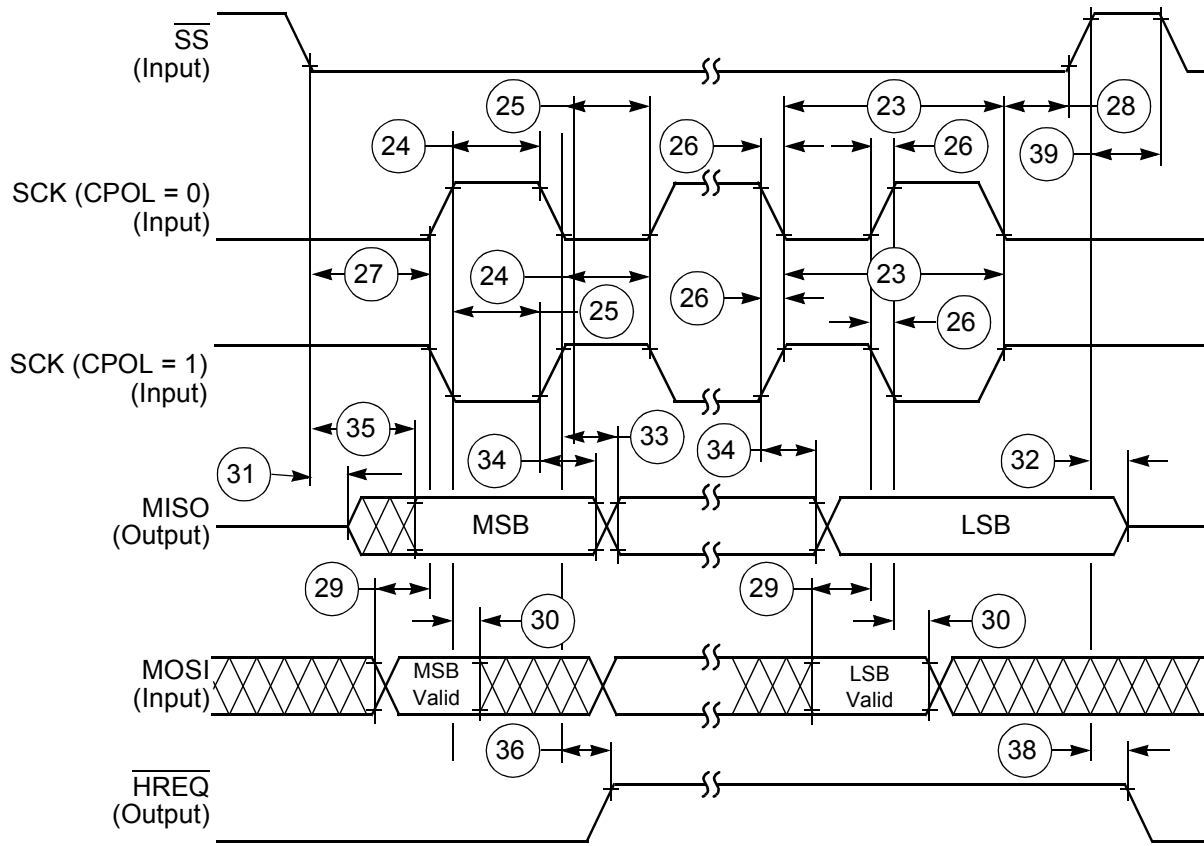 SS
(Input)
25
23
28
24
26
26
39
SCK (CPOL = 0)
(Input)
27
24
23
26
25
26
SCK (CPOL = 1)
(Input)
35
33
34
34
31
32
MISO
(Output)
MSB
LSB
29
29
30
30
MOSI
(Input)
MSB
Valid
LSB
Valid
36
38
HREQ
(Output)